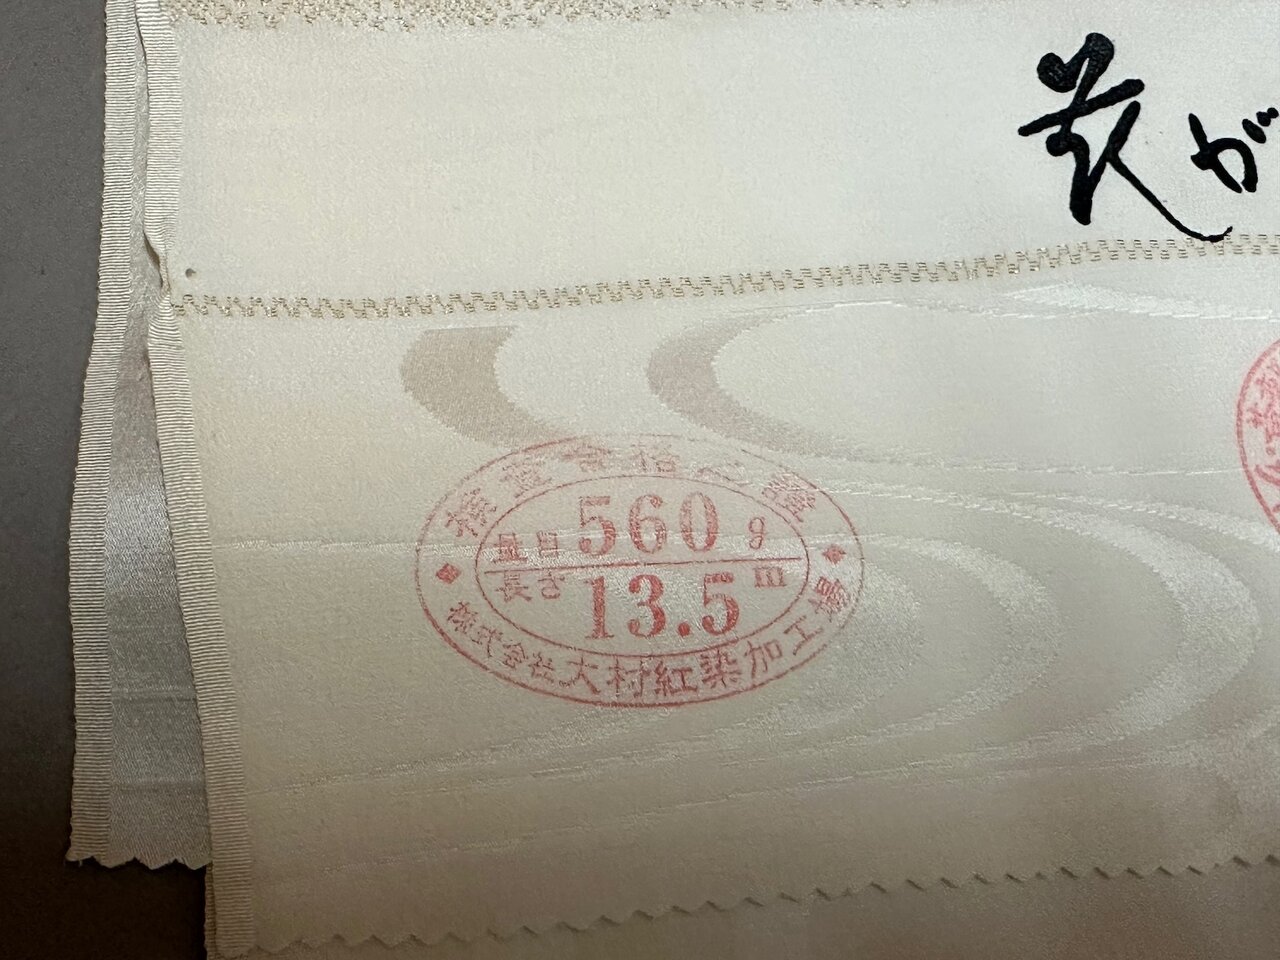 花が
検査合格之證
量目 560 g
長さ 13.5 m
株式会社大村紅染加工場